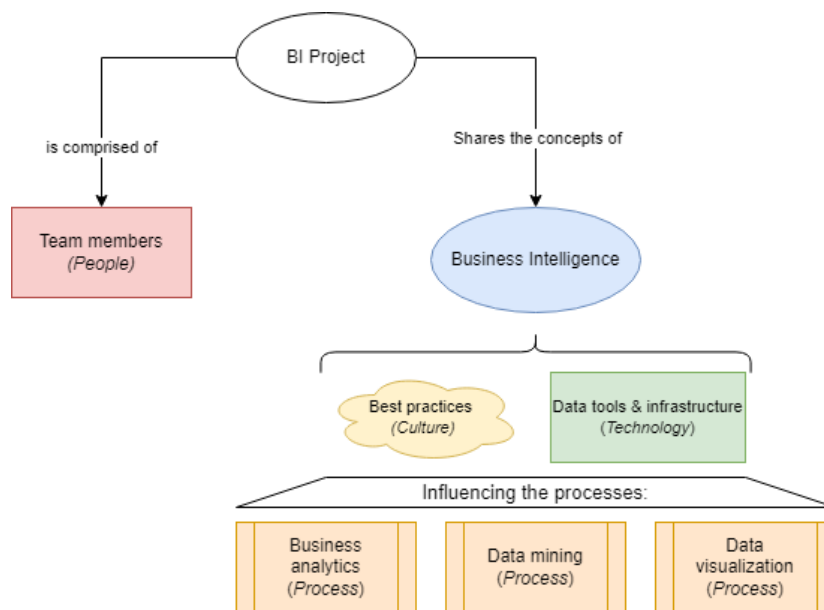 BI Project
is comprised of
Shares the concepts of
Team members
(People)
Business Intelligence
Best practices
(Culture)
Data tools & infrastructure
(Technology)
Influencing the processes:
Business
analytics
(Process)
Data mining
(Process)
Data
visualization
(Process)